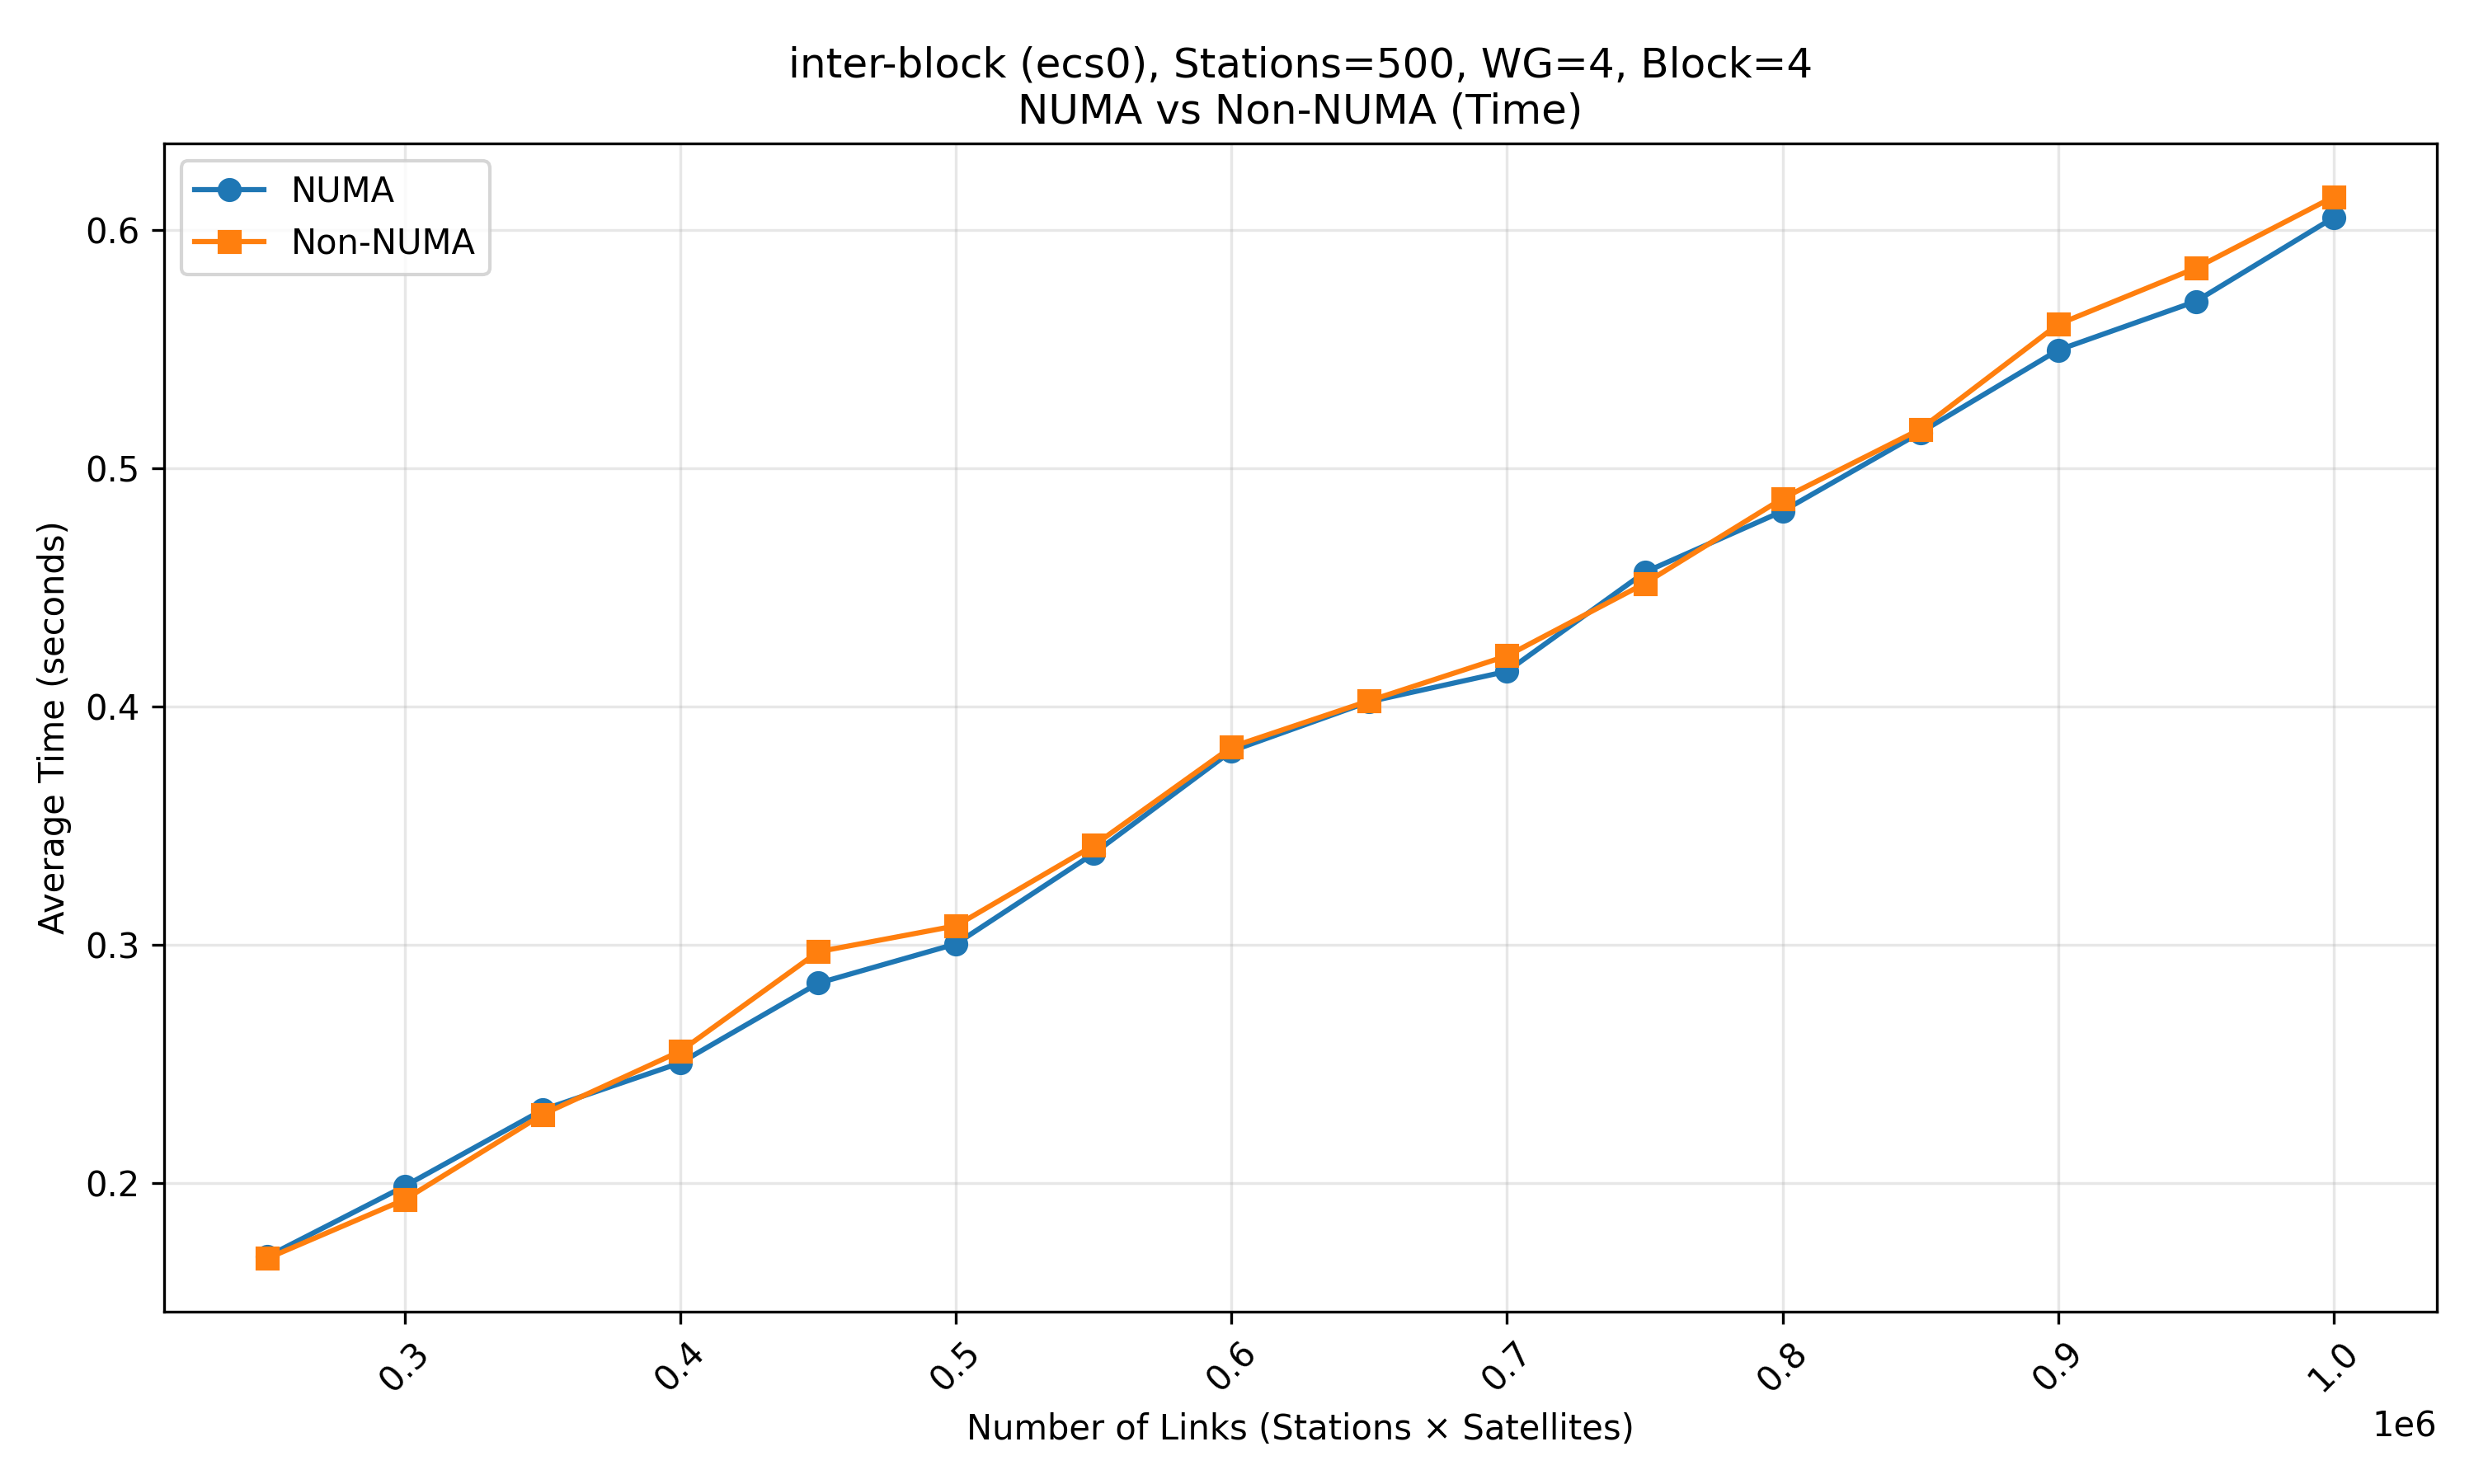 inter-block (ecs0), Stations=500, WG=4, Block=4
NUMA vs Non-NUMA (Time)
NUMA
Non-NUMA
0.6
0.5
0.4
0.3
0.2
Average Time (seconds)
0.3
0.4
0.5
0.6
0.7
0.8
0.9
1.0
1e6
Number of Links (Stations × Satellites)